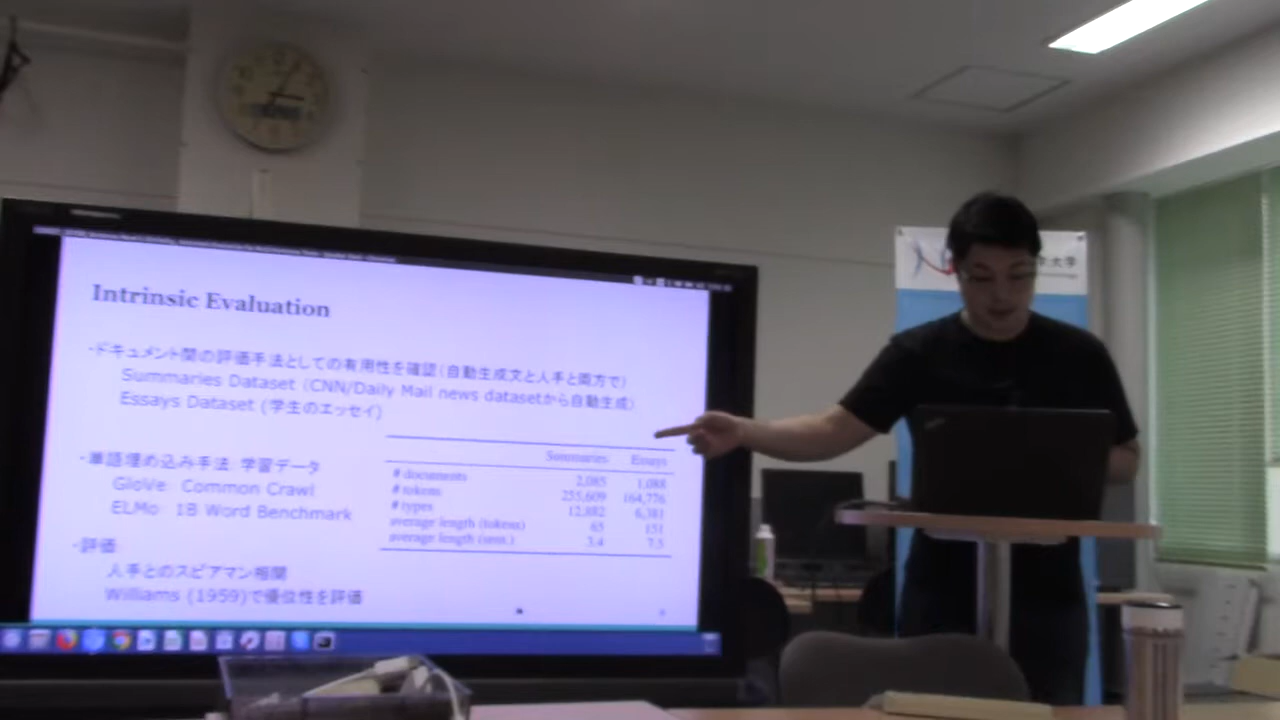 Intrinsic Evaluation
・ドキュメント間の評価手法としての有用性を確認(自動生成文と人手と両方で)
Summaries Dataset (CNN/Daily Mail news datasetから自動生成)
Essays Dataset (学生のエッセイ)
・単語埋め込み手法: 学習データ
GloVe: Common Crawl
ELMo: 1B Word Benchmark
・評価:
人手とのスピアマン相関
Williams (1959)で優位性を評価
Summaries Essays
# documents 2,085 1,088
# tokens 255,609 164,776
# types 12,882 6,381
average length (tokens) 65 151
average length (sent.) 3.4 7.5
大学